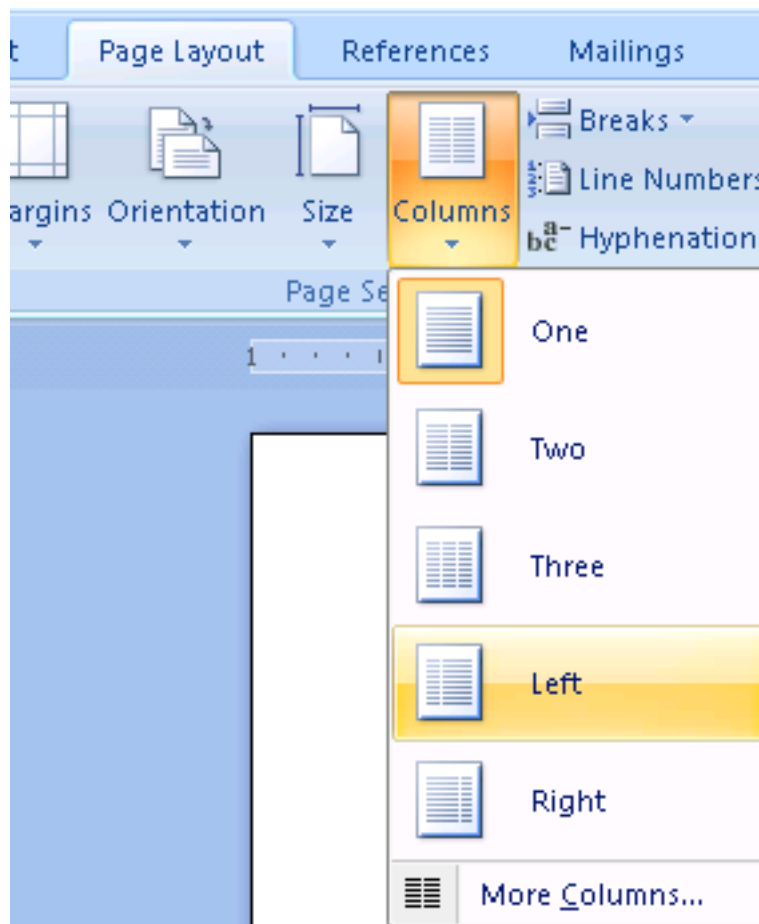 t Page Layout References Mailings
Breaks
Line Numbers
argins Orientation Size Columns
Hyphenation
Page Se
One
1
Two
Three
Left
Right
More Columns...